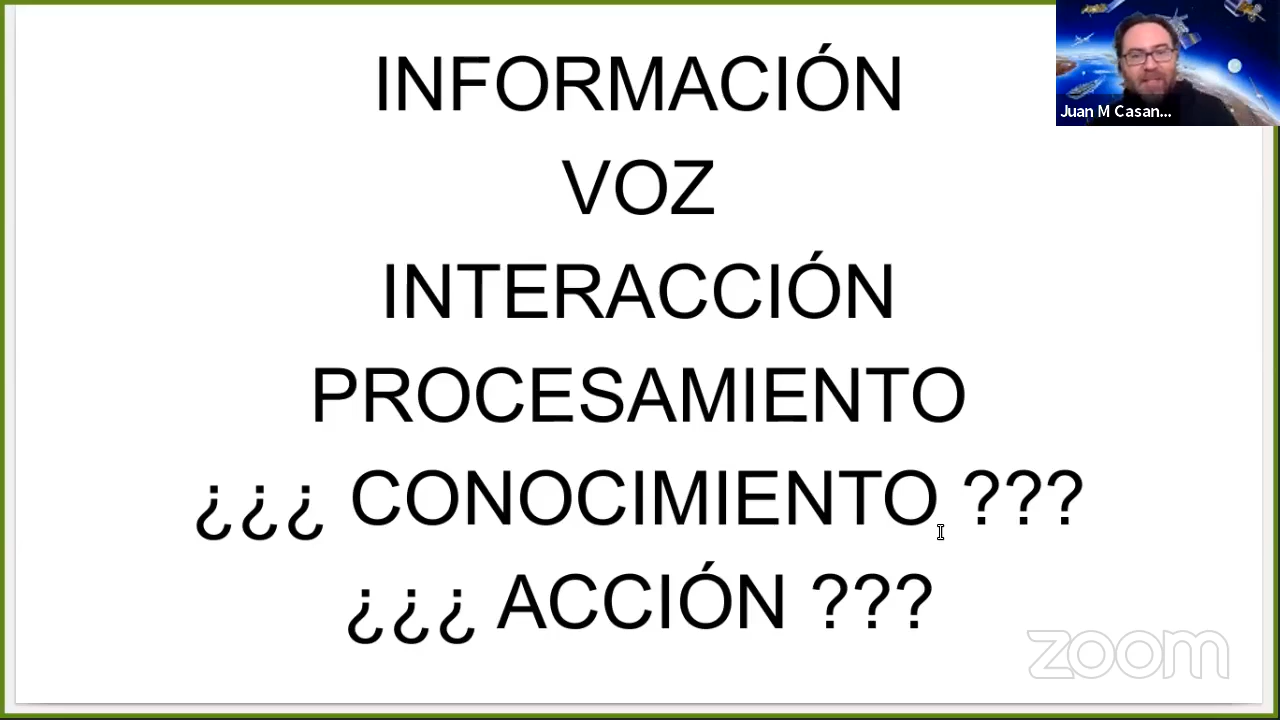 INFORMACIÓN
Juan M Casan...
VOZ
INTERACCIÓN
PROCESAMIENTO
¿¿¿ CONOCIMIENTO ???
¿¿¿ ACCIÓN ???
zoom